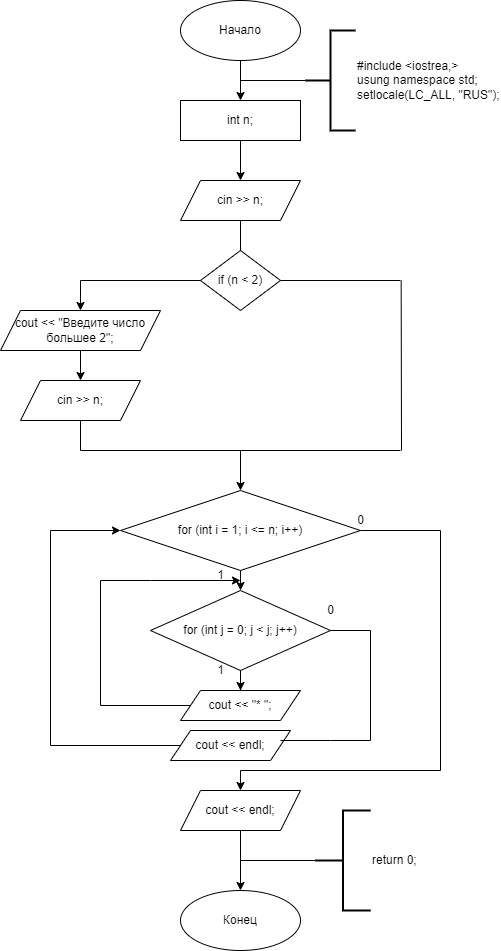 Начало
#include <iostrea,>
usung namespace std;
setlocale(LC_ALL, "RUS");
int n;
cin >> n;
if (n < 2)
cout << "Введите число
большее 2";
cin >> n;
for (int i = 1; i <= n; i++)
0
1
for (int j = 0; j < j; j++)
0
1
cout << "* ";
cout << endl;
cout << endl;
return 0;
Конец